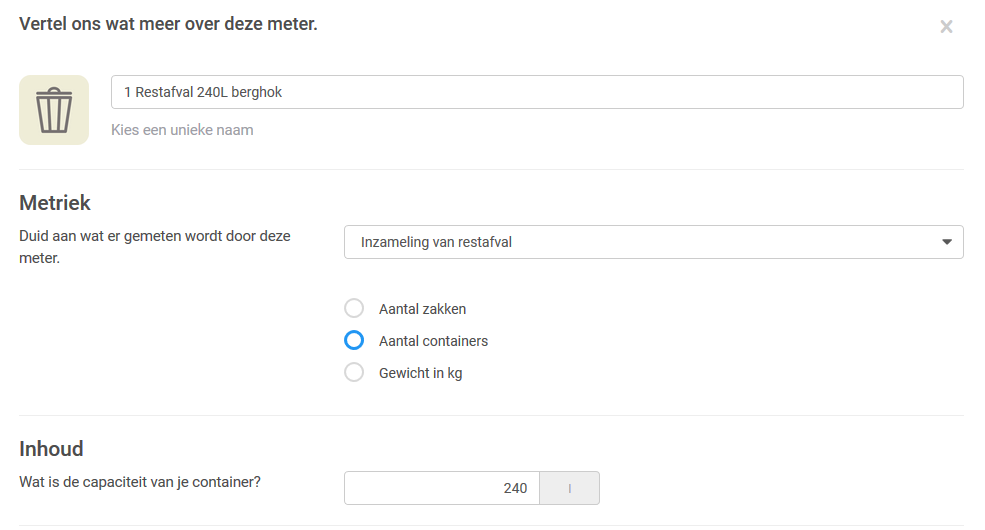 Vertel ons wat meer over deze meter.
1 Restafval 240L berghok
Kies een unieke naam
Metriek
Duid aan wat er gemeten wordt door deze
meter.
Inzameling van restafval
Aantal zakken
Aantal containers
Gewicht in kg
Inhoud
Wat is de capaciteit van je container?
240 l